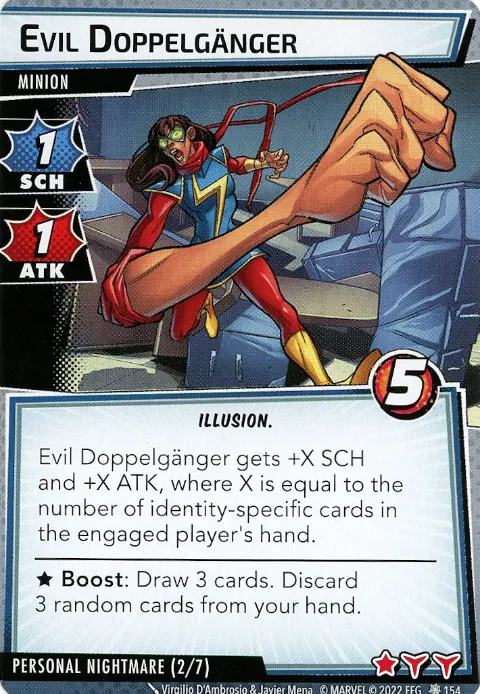 EVIL DOPPELGÄNGER
MINION
1
SCH
1
ATK
5
ILLUSION.
Evil Doppelgänger gets +X SCH
and +X ATK, where X is equal to the
number of identity-specific cards in
the engaged player's hand.
★ Boost: Draw 3 cards. Discard
3 random cards from your hand.
PERSONAL NIGHTMARE (2/7)
Virgilio D'Ambrosio & Javier Mena © MARVEL © 2022 FFG 154